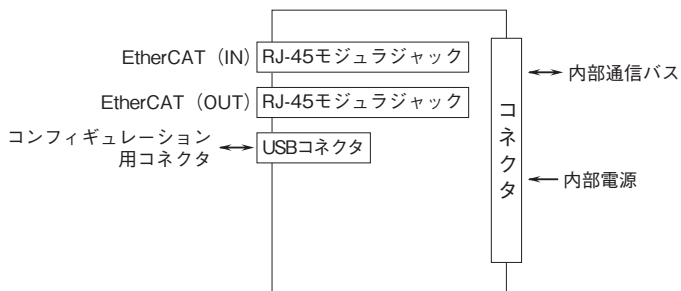 EtherCAT（IN） RJ-45モジュラジャック
EtherCAT（OUT） RJ-45モジュラジャック
コンフィギュレーション
用コネクタ
USBコネクタ
コネクタ
内部通信バス
内部電源